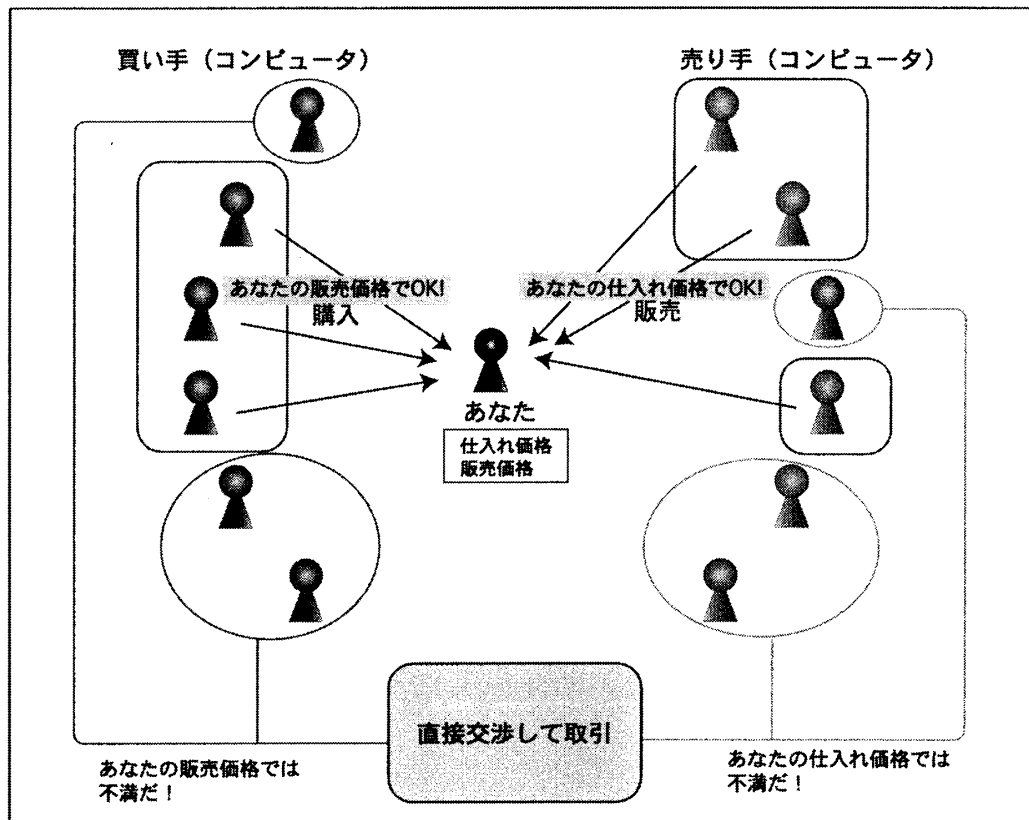 買い手（コンピュータ）
売り手（コンピュータ）
あなたの販売価格でOK!
購入
あなたの仕入れ価格でOK!
販売
あなた
仕入れ価格
販売価格
直接交渉して取引
あなたの販売価格では
不満だ！
あなたの仕入れ価格では
不満だ！